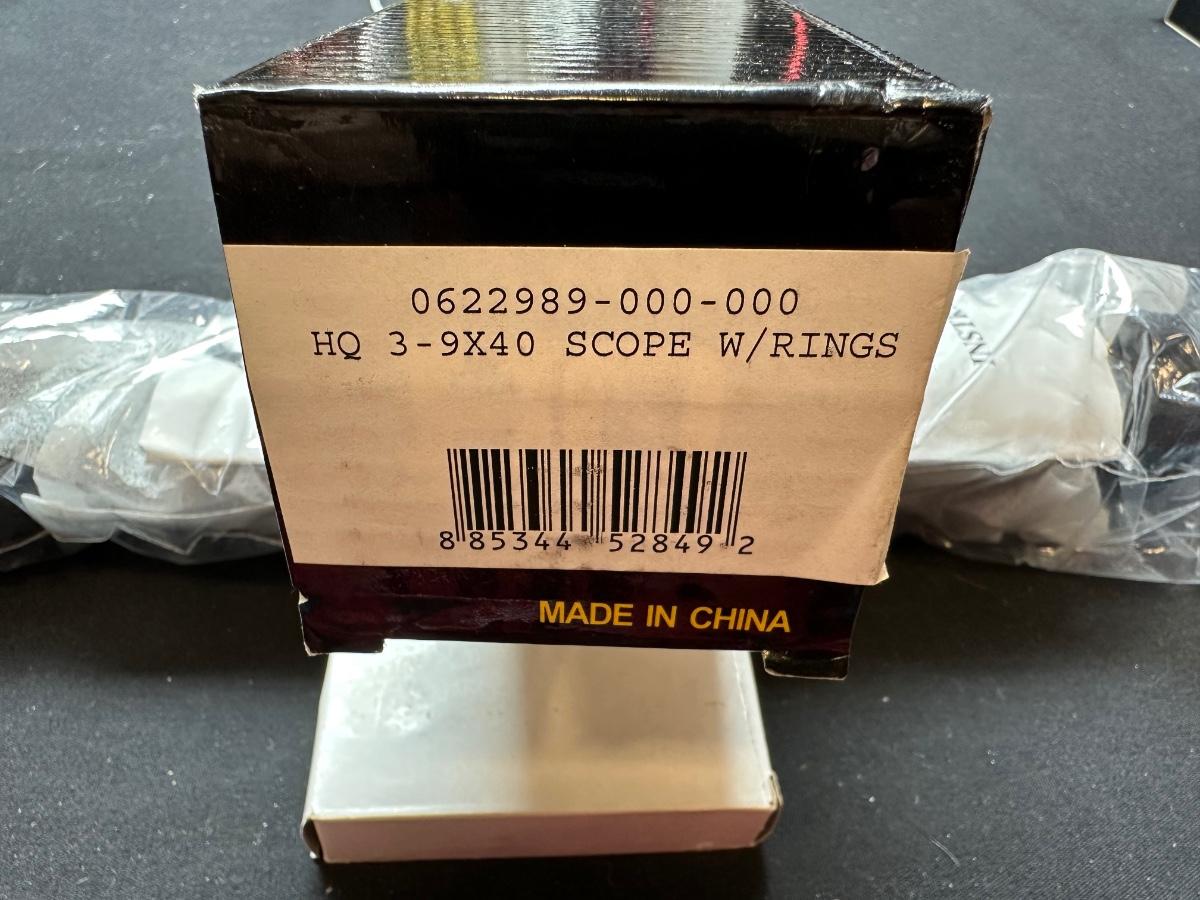 0622989-000-000
HQ 3-9X40 SCOPE W/RINGS
8 85344 52849 2
MADE IN CHINA